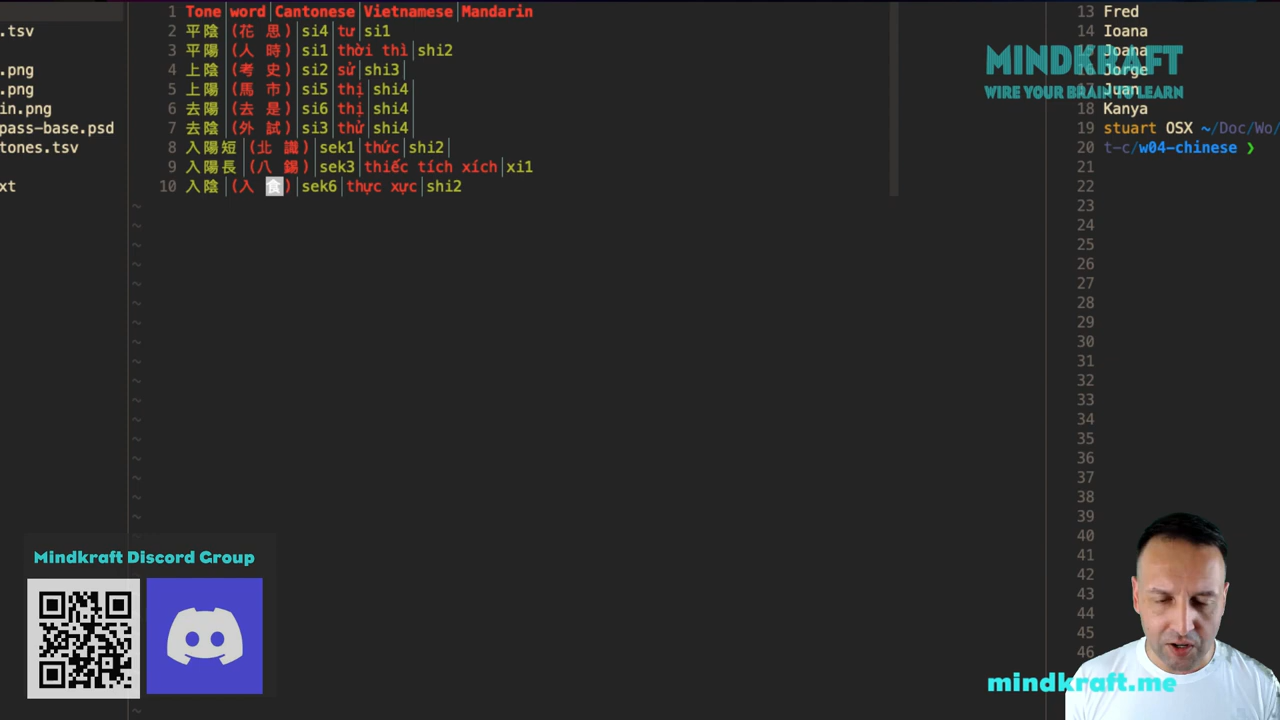 .tsv
.png
.png
in.png
pass-base.psd
tones.tsv
xt
1 Tone word Cantonese Vietnamese Mandarin
2 平陰 (花 思) si4 tư si1
3 平陽 (人 時) si1 thời thì shi2
4 上陰 (考 史) si2 sử shi3
5 上陽 (馬 市) si5 thị shi4
6 去陽 (去 是) si6 thị shi4
7 去陰 (外 試) si3 thử shi4
8 入陽短 (北 識) sek1 thức shi2
9 入陽長 (八 錫) sek3 thiếc tích xích xi1
10 入陰 (入 食) sek6 thực xực shi2
13 Fred
14 Ioana
15 Joana
16 Jorge
17 Juan
18 Kanya
19 stuart OSX ~/Doc/Wo/
20 t-c/w04-chinese ❯
21
22
23
24
25
26
27
28
29
30
31
32
33
34
35
36
37
38
39
40
41
42
43
44
45
46
MINDKRAFT
WIRE YOUR BRAIN TO LEARN
Mindkraft Discord Group
mindkraft.me